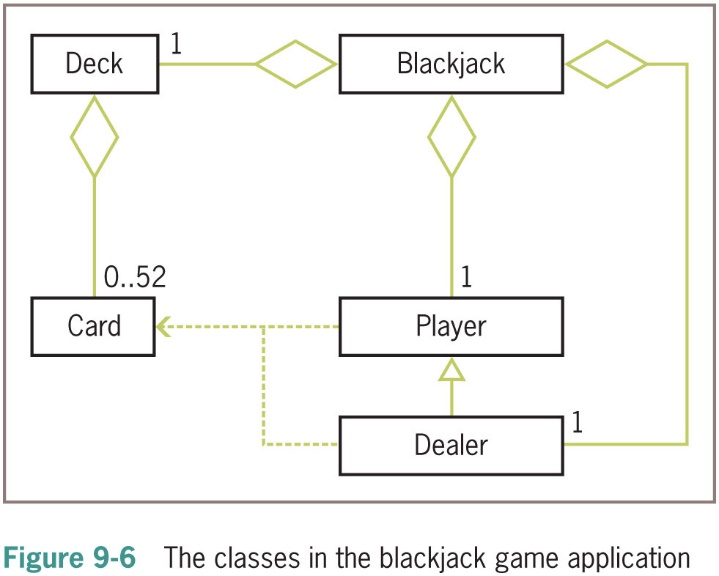 Deck
1
Blackjack
0..52
1
Card
Player
1
Dealer
Figure 9-6 The classes in the blackjack game application